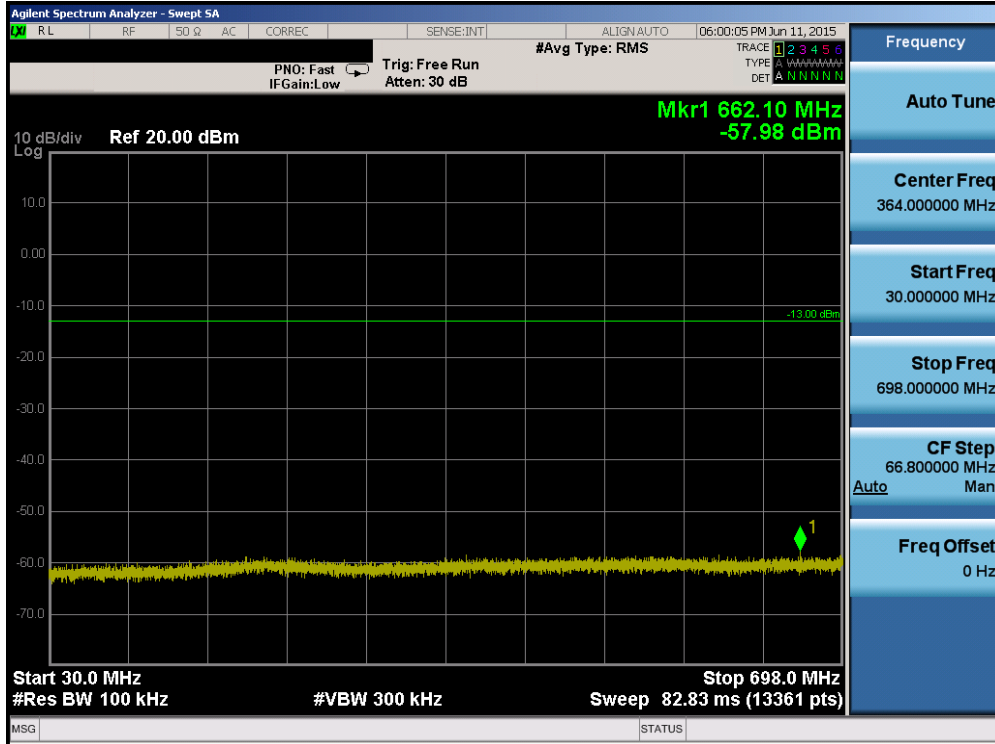 Agilent Spectrum Analyzer - Swept SA
LXI RL RF 50 Ω AC CORREC SENSE:INT ALIGN AUTO 06:00:05 PM Jun 11, 2015
#Avg Type: RMS
TRACE 1 2 3 4 5 6
PNO: Fast Trig: Free Run
TYPE A WWWWW
IFGain:Low Atten: 30 dB
DET A N N N N N
Mkr1 662.10 MHz
-57.98 dBm
10 dB/div Ref 20.00 dBm
Log
10.0
0.00
-10.0
-13.00 dBm
-20.0
-30.0
-40.0
-50.0
1
-60.0
-70.0
Start 30.0 MHz Stop 698.0 MHz
#Res BW 100 kHz #VBW 300 kHz Sweep 82.83 ms (13361 pts)
MSG STATUS
Frequency
Auto Tune
Center Freq
364.000000 MHz
Start Freq
30.000000 MHz
Stop Freq
698.000000 MHz
CF Step
66.800000 MHz
Auto Man
Freq Offset
0 Hz